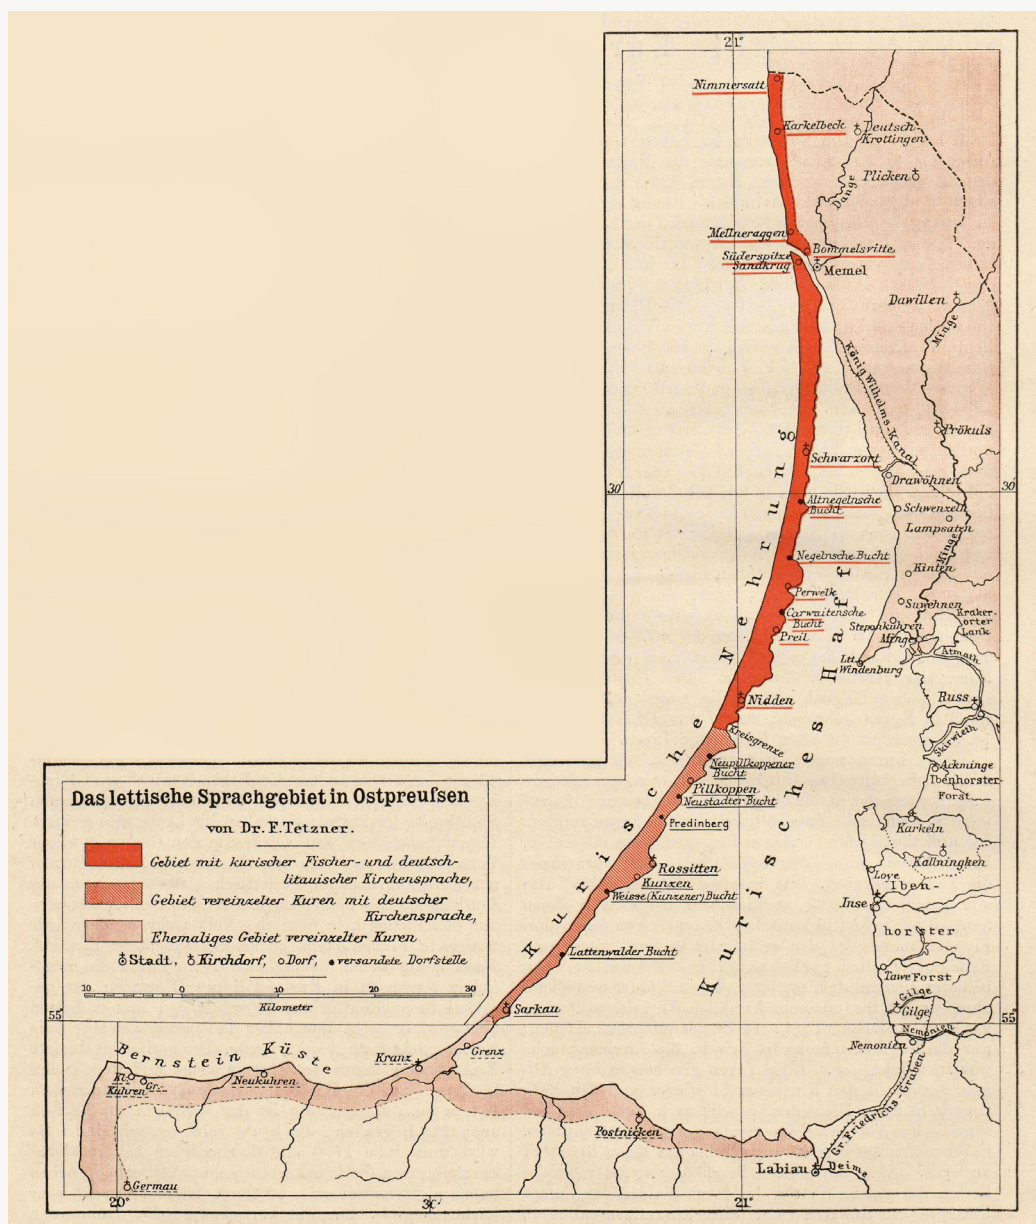 21°
Nimmersatt
Karkelbeck
Deutsch
Krottingen
Plicken
Dange
Mellneraggen
Bommelsvitte
Süderspitze
Sandkrug
Memel
Dawillen
Minge
König Wilhelms-Kanal
Prökuls
Schwarzort
Drawöhnen
30'
30'
Altnegelnsche
Bucht
Schwenzeln
Lampsaten
Negelnsche Bucht
Minge
Kinten
Perwelk
Suwehnen
Carwaitensche
Bucht
Kraker-
orter
Lank
Steponkuhren
Preil
Minge
Atmath
Ltt.
Windenburg
Nidden
Russ
Kreisgrenze
Skirwieth
Neupillkoppener
Bucht
Ackminge
Ibenhorster-
Forst
Pillkoppen
Neustadter Bucht
Predinberg
Karkeln
Kallningken
Rossitten
Loye
Kunzen
Weisse (Kunzener) Bucht
Iben-
Inse
horster
Lattenwalder Bucht
Tawe Forst
Gilge
Gilge
Sarkau
55°
55°
Nemonien
Nemonien
Kurische Nehrung
Kurisches Haff
Das lettische Sprachgebiet in Ostpreufsen
von Dr. F. Tetzner.
Gebiet mit kurischer Fischer- und deutsch-
litauischer Kirchensprache,
Gebiet vereinzelter Kuren mit deutscher
Kirchensprache,
Ehemaliges Gebiet vereinzelter Kuren
Stadt, Kirchdorf, Dorf, versandete Dorfstelle
10 0 10 20 30
Kilometer
Bernstein Küste
Kranz
Grenz
Kl.-
Kuhren
Gr.-
Neukuhren
Gr. Friedrichs-Graben
Postnicken
Labiau
Deime
Germau
20°
30'
21°